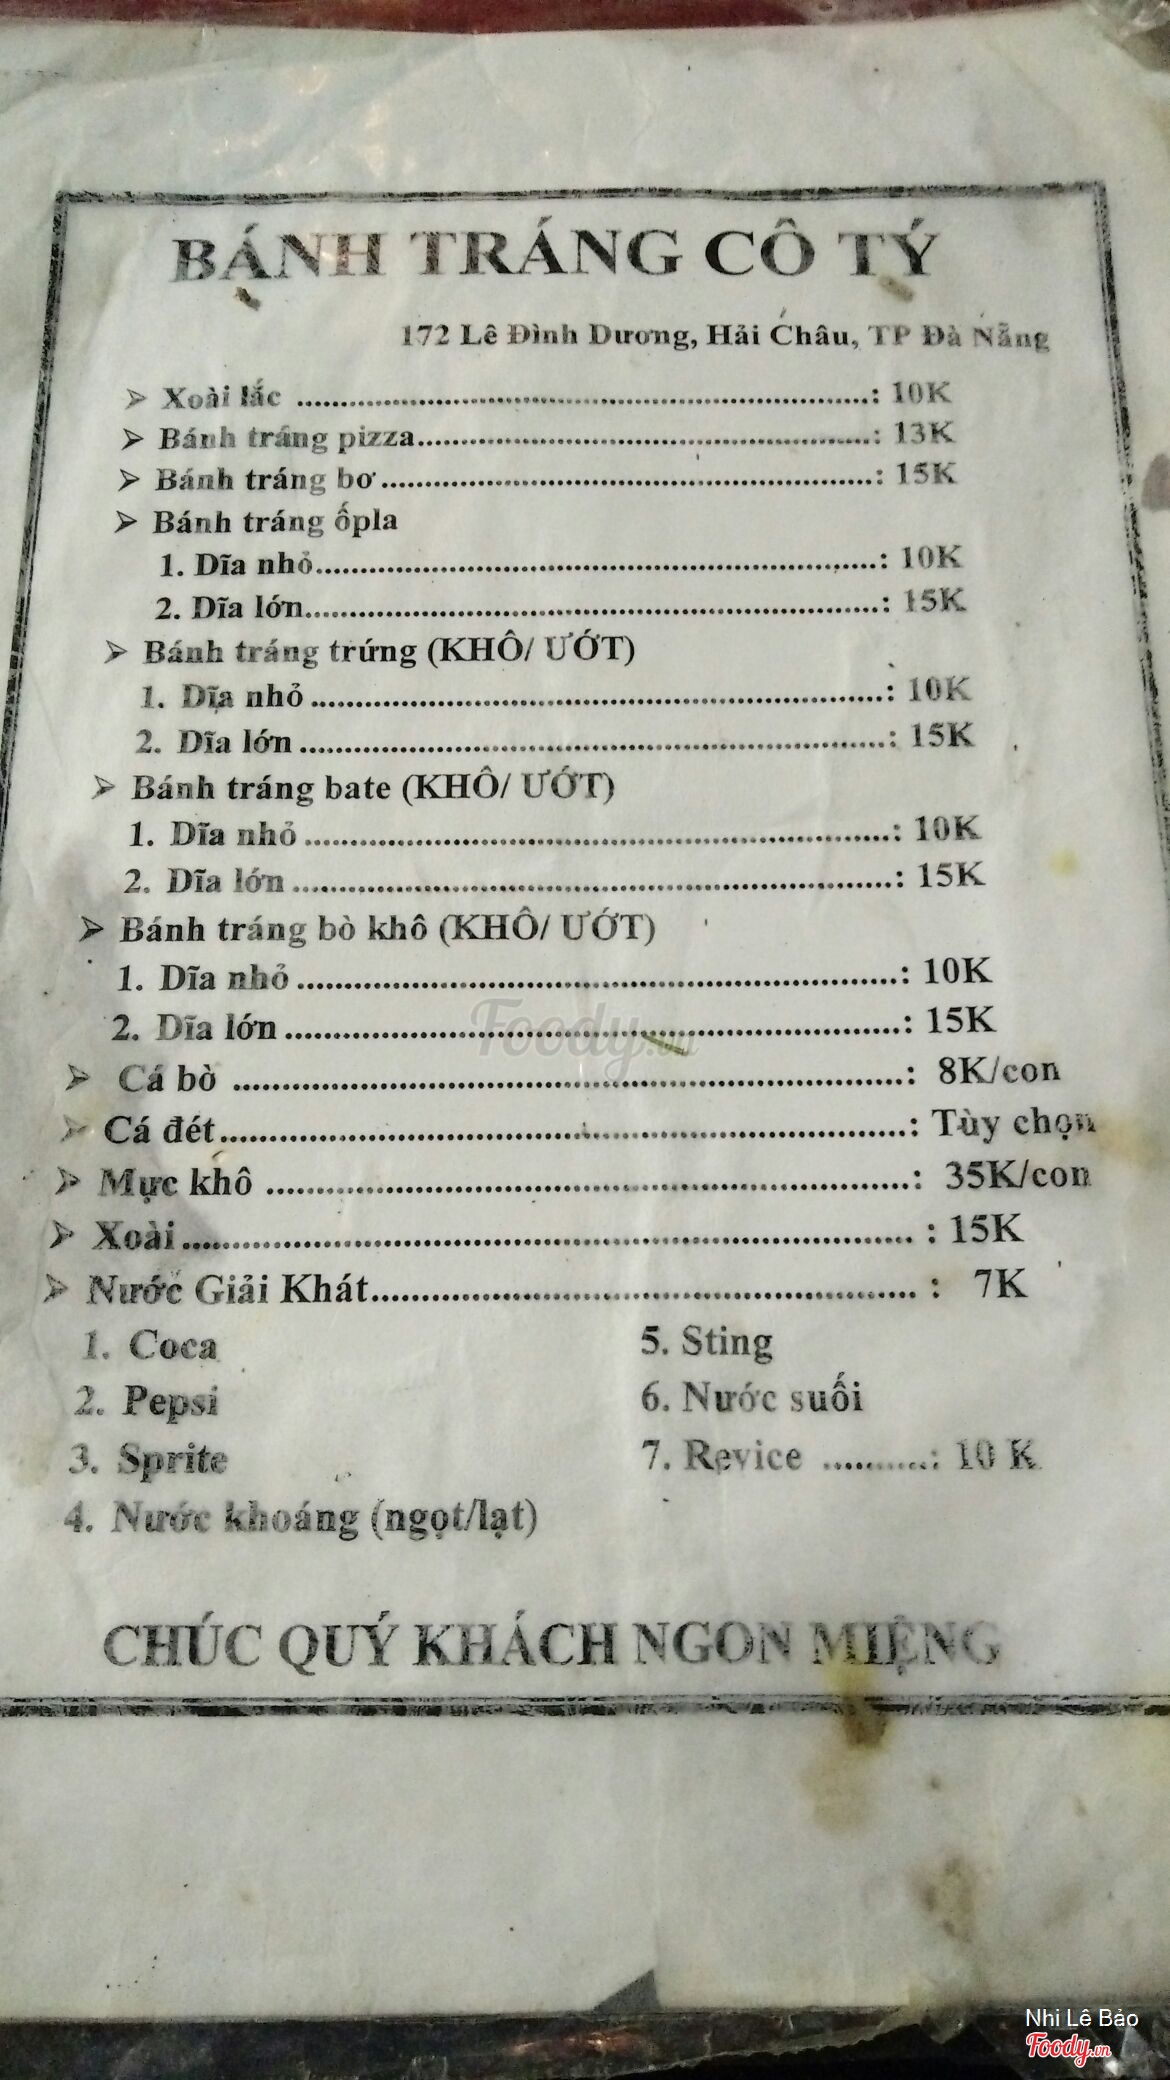 BÁNH TRÁNG CÔ TÝ
172 Lê Đình Dương, Hải Châu, TP Đà Nẵng
➢ Xoài lắc ..........: 10K
➢ Bánh tráng pizza..........: 13K
➢ Bánh tráng bơ..........: 15K
➢ Bánh tráng ốpla
1. Dĩa nhỏ..........: 10K
2. Dĩa lớn..........: 15K
➢ Bánh tráng trứng (KHÔ/ ƯỚT)
1. Dĩa nhỏ..........: 10K
2. Dĩa lớn..........: 15K
➢ Bánh tráng bate (KHÔ/ ƯỚT)
1. Dĩa nhỏ..........: 10K
2. Dĩa lớn..........: 15K
➢ Bánh tráng bò khô (KHÔ/ ƯỚT)
1. Dĩa nhỏ..........: 10K
2. Dĩa lớn..........: 15K
Foody.vn
➢ Cá bò ..........: 8K/con
➢ Cá đét..........: Tùy chọn
➢ Mực khô ..........: 35K/con
➢ Xoài.......... : 15K
➢ Nước Giải Khát.......... : 7K
1. Coca
2. Pepsi
3. Sprite
4. Nước khoáng (ngọt/lạt)
5. Sting
6. Nước suối
7. Revice ..........: 10 K
CHÚC QUÝ KHÁCH NGON MIỆNG
Nhi Lê Bảo
Foody.vn